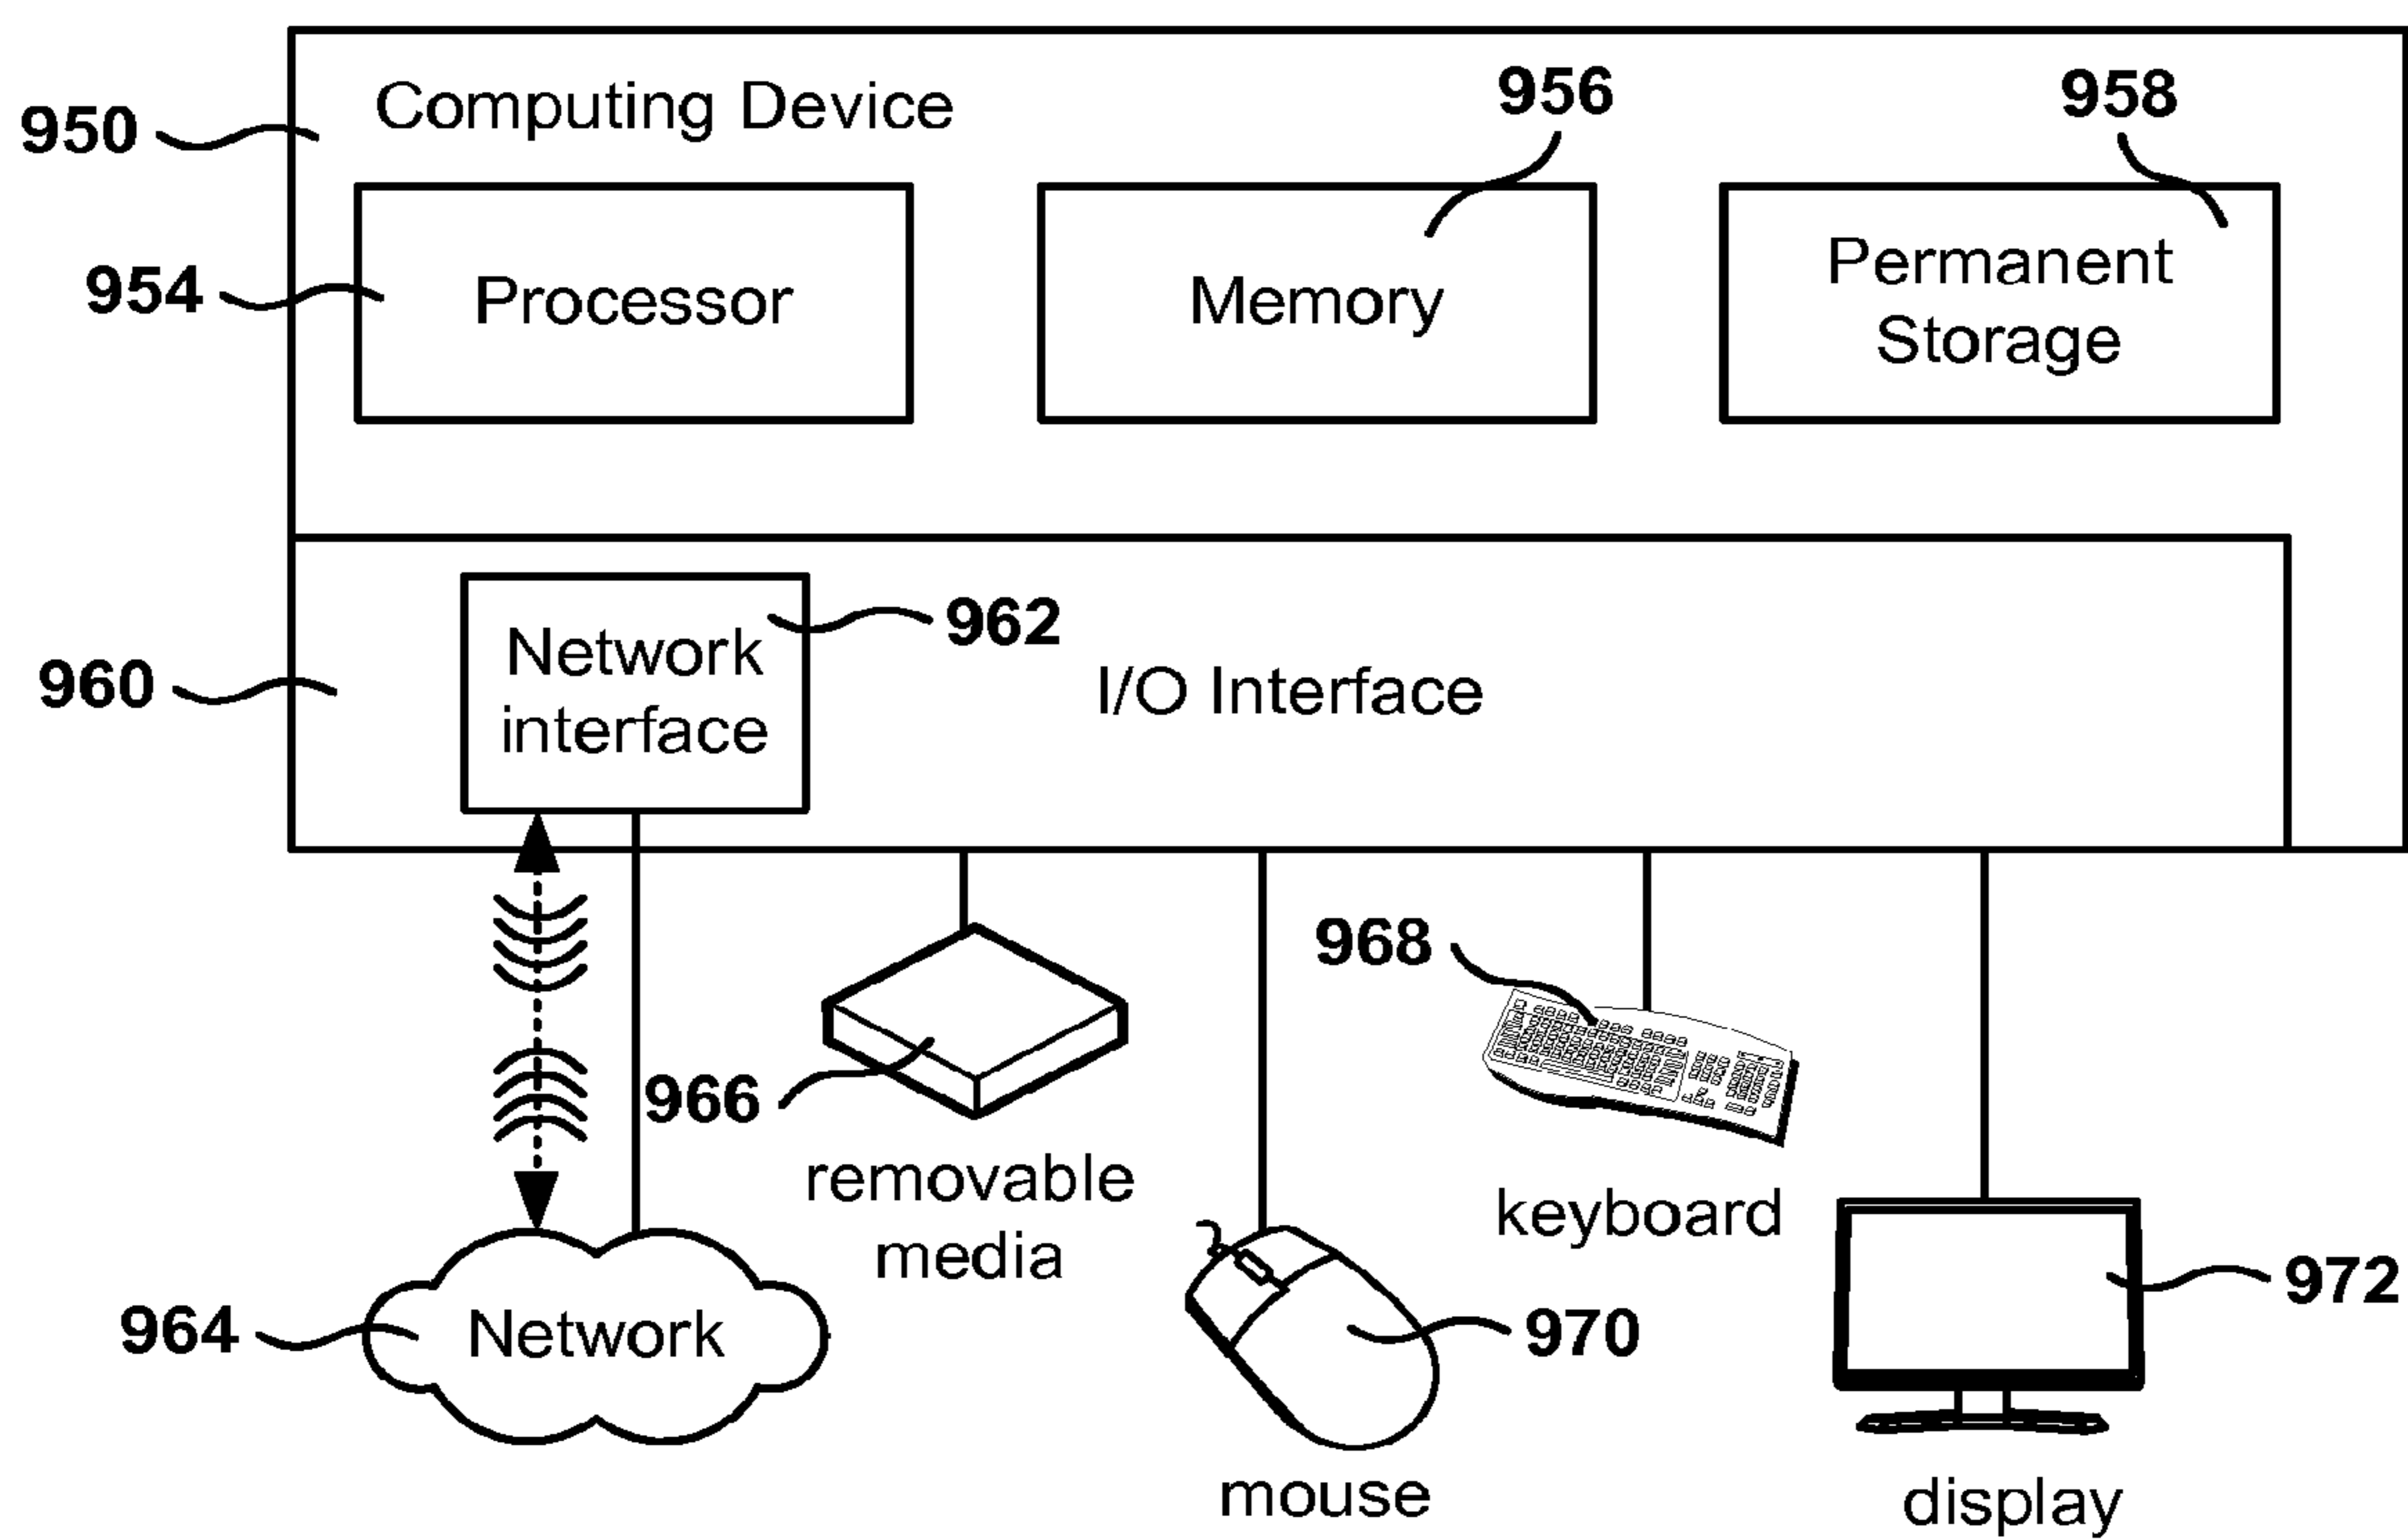 950
Computing Device
956
958
954
Processor
Memory
Permanent
Storage
960
Network
interface
962
I/O Interface
968
966
removable
media
keyboard
964
Network
970
972
mouse
display